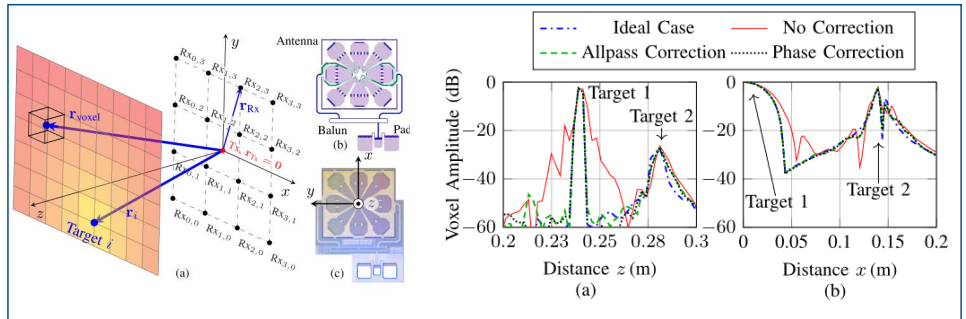 y
Rx0,3
Rx1,3
Rx2,3
Rx3,3
rRx
Rx0,2
Rx1,2
Rx2,2
Rx3,2
Tx, rTx = 0
rvoxel
Rx0,1
Rx1,1
Rx2,1
Rx3,1
Rx0,0
Rx1,0
Rx2,0
Rx3,0
x
z
ri
Target i
(a)
Antenna
Balun
Pad
(b)
x
y
z
(c)
Ideal Case
No Correction
Allpass Correction
Phase Correction
Voxel Amplitude (dB)
0
−20
−40
−60
Target 1
Target 2
0.2
0.22
0.25
0.28
0.3
Distance z (m)
(a)
0
−20
−40
−60
Target 1
Target 2
0
0.05
0.1
0.15
0.2
Distance x (m)
(b)